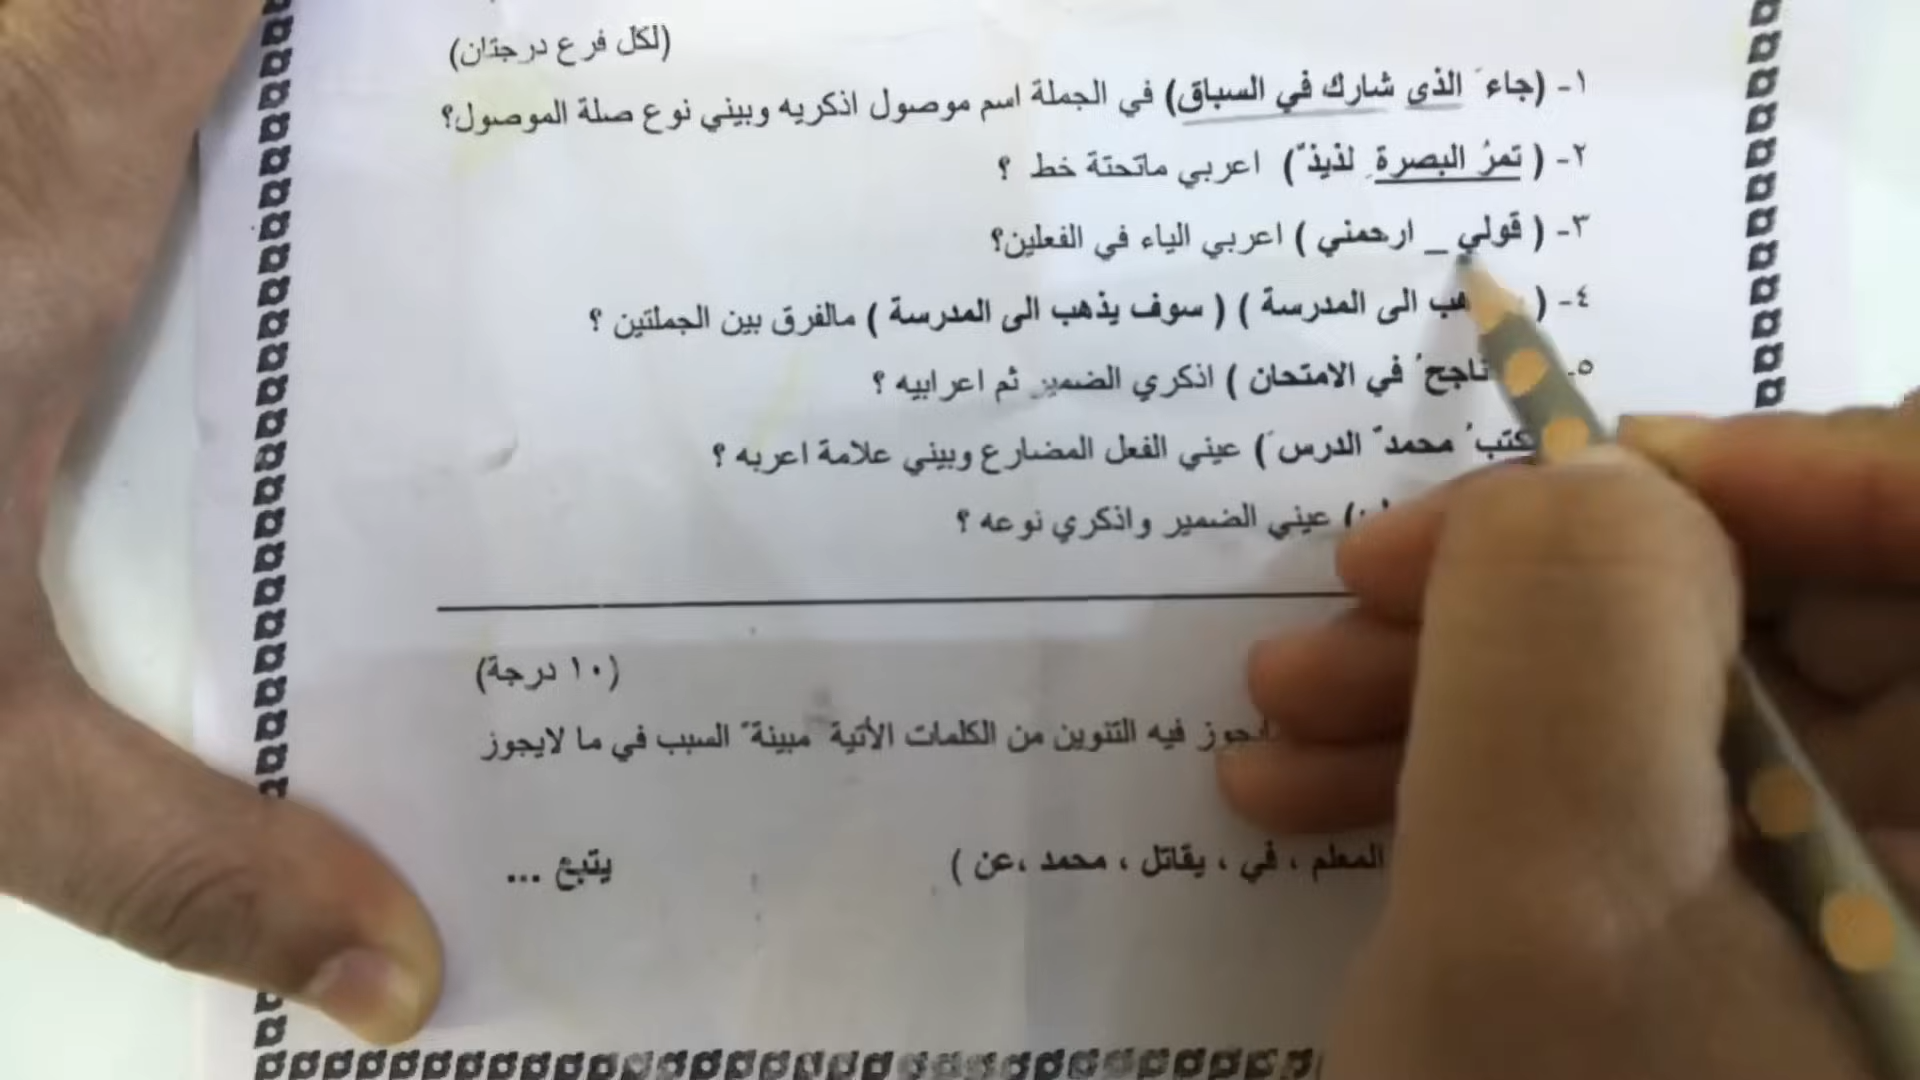 (لكل فرع درجتان)
١- (جاءَ الذي شارك في السباق) في الجملة اسم موصول اذكريه وبيني نوع صلة الموصول؟
٢- ( تمرُ البصرةِ لذيذٌ) اعربي ماتحتة خط ؟
٣- ( قولي _ ارحمني ) اعربي الياء في الفعلين؟
٤- ( الى المدرسة ) ( سوف يذهب الى المدرسة ) مالفرق بين الجملتين ؟
٥- ناجحُ في الامتحان ) اذكري الضمير ثم اعرابيه ؟
محمدٌ الدرسَ ) عيني الفعل المضارع وبيني علامة اعربه ؟
عيني الضمير واذكري نوعه ؟
(١٠ درجة)
فيه التنوين من الكلمات الأتية مبينةً السبب في ما لايجوز
المعلم ، في ، يقاتل ، محمد ،عن )
يتبع ...